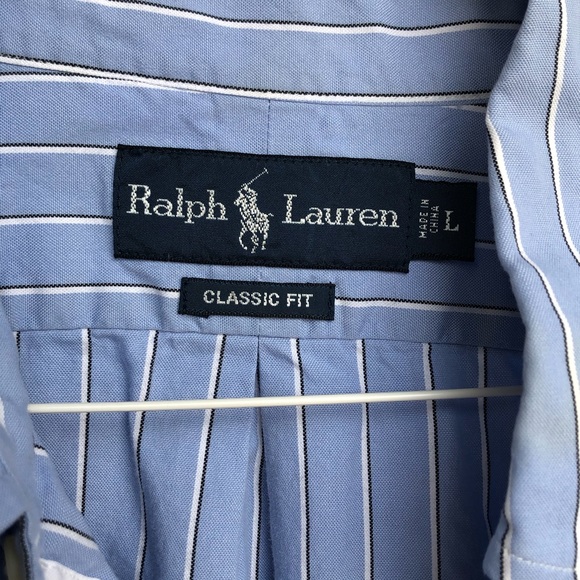 Ralph Lauren
MADE IN
CHINA
L
CLASSIC FIT